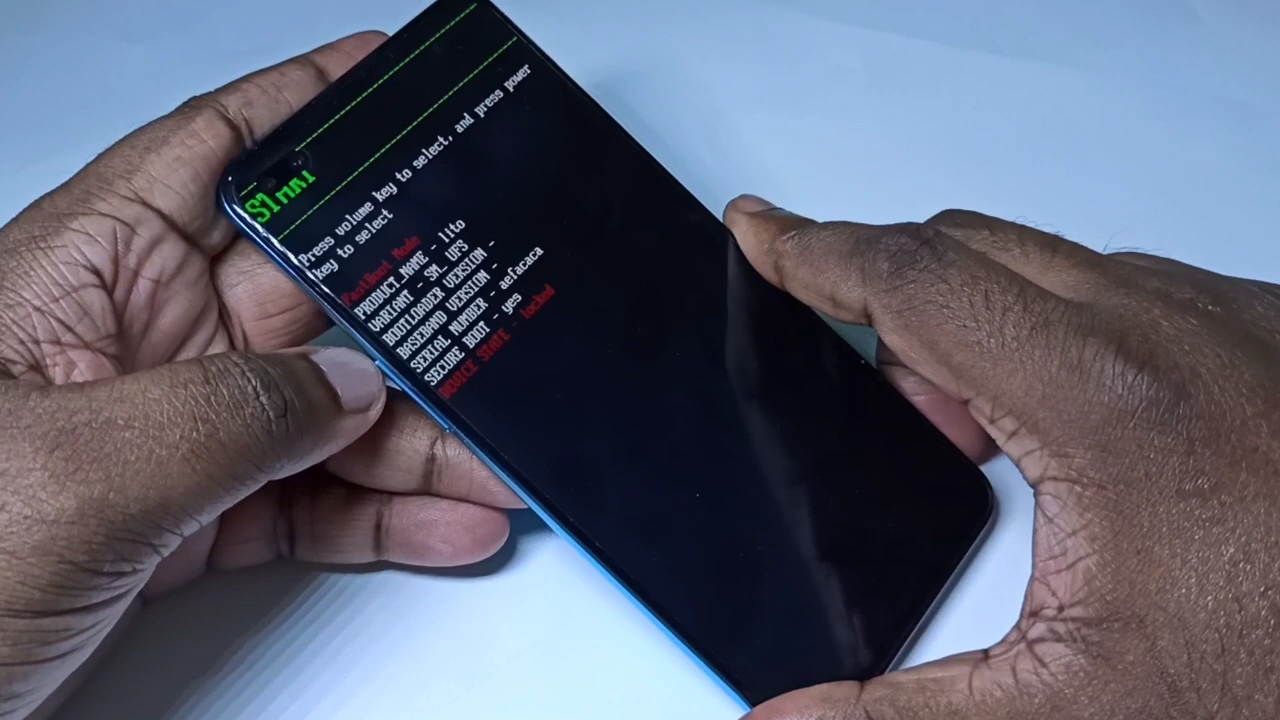 Press volume key to select, and press power
key to select
FastBoot Mode
PRODUCT_NAME - lito
VARIANT - SM_ UFS
BOOTLOADER VERSION -
BASEBAND VERSION -
SERIAL NUMBER - aefacaca
SECURE BOOT - yes
DEVICE STATE - locked